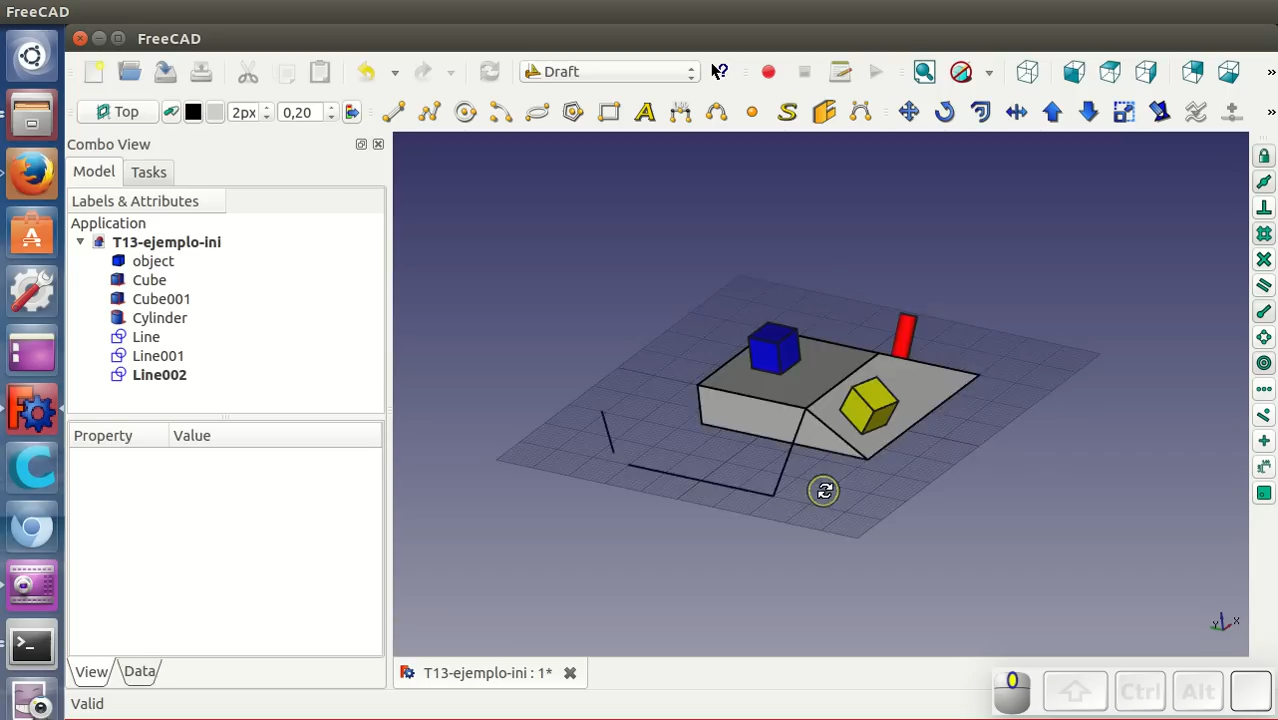 FreeCAD
FreeCAD
Draft
Top
2px
0,20
Combo View
Model
Tasks
Labels & Attributes
Application
T13-ejemplo-ini
object
Cube
Cube001
Cylinder
Line
Line001
Line002
Property
Value
View
Data
T13-ejemplo-ini : 1*
Valid
Ctrl
Alt
Y
X